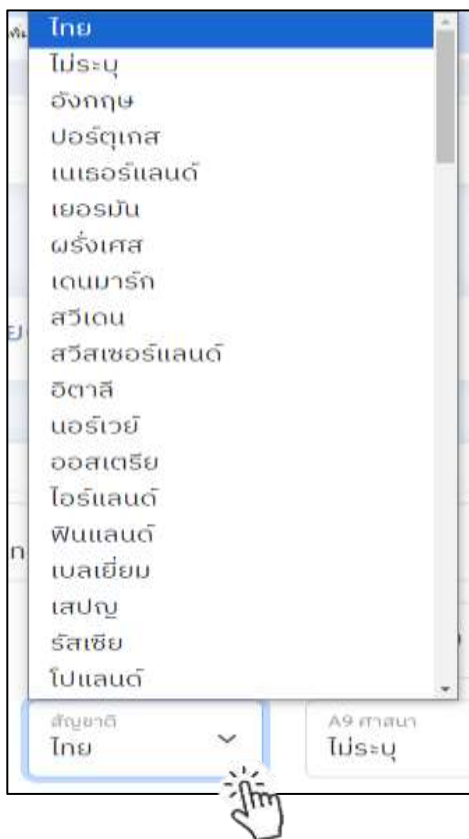 ไทย
ไม่ระบุ
อังกฤษ
ปอร์ตุเกส
เนเธอร์แลนด์
เยอรมัน
ฝรั่งเศส
เดนมาร์ก
สวีเดน
สวีสเซอร์แลนด์
อิตาลี
นอร์เวย์
ออสเตรีย
ไอร์แลนด์
ฟินแลนด์
เบลเยี่ยม
เสปญ
รัสเซีย
โปแลนด์
สัญชาติ
ไทย
A9 ศาสนา
ไม่ระบุ